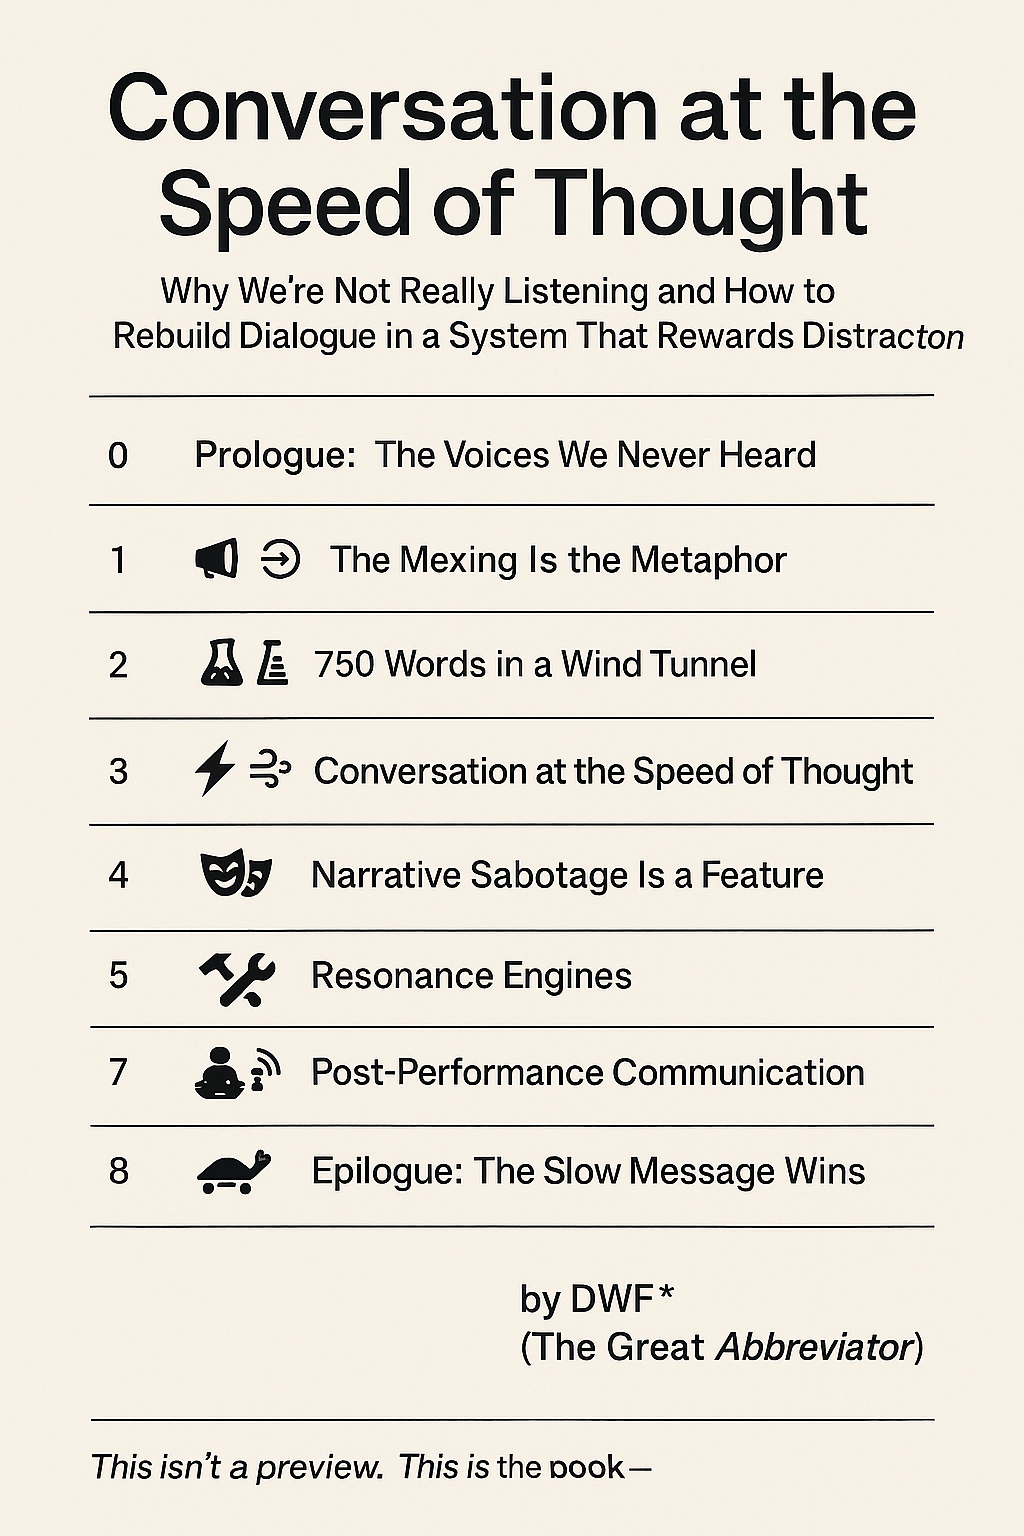 Conversation at the
Speed of Thought
Why We're Not Really Listening and How to
Rebuild Dialogue in a System That Rewards Distracton
0 Prologue: The Voices We Never Heard
1 The Mexing Is the Metaphor
2 750 Words in a Wind Tunnel
3 Conversation at the Speed of Thought
4 Narrative Sabotage Is a Feature
5 Resonance Engines
7 Post-Performance Communication
8 Epilogue: The Slow Message Wins
by DWF*
(The Great Abbreviator)
This isn't a preview. This is the pook—